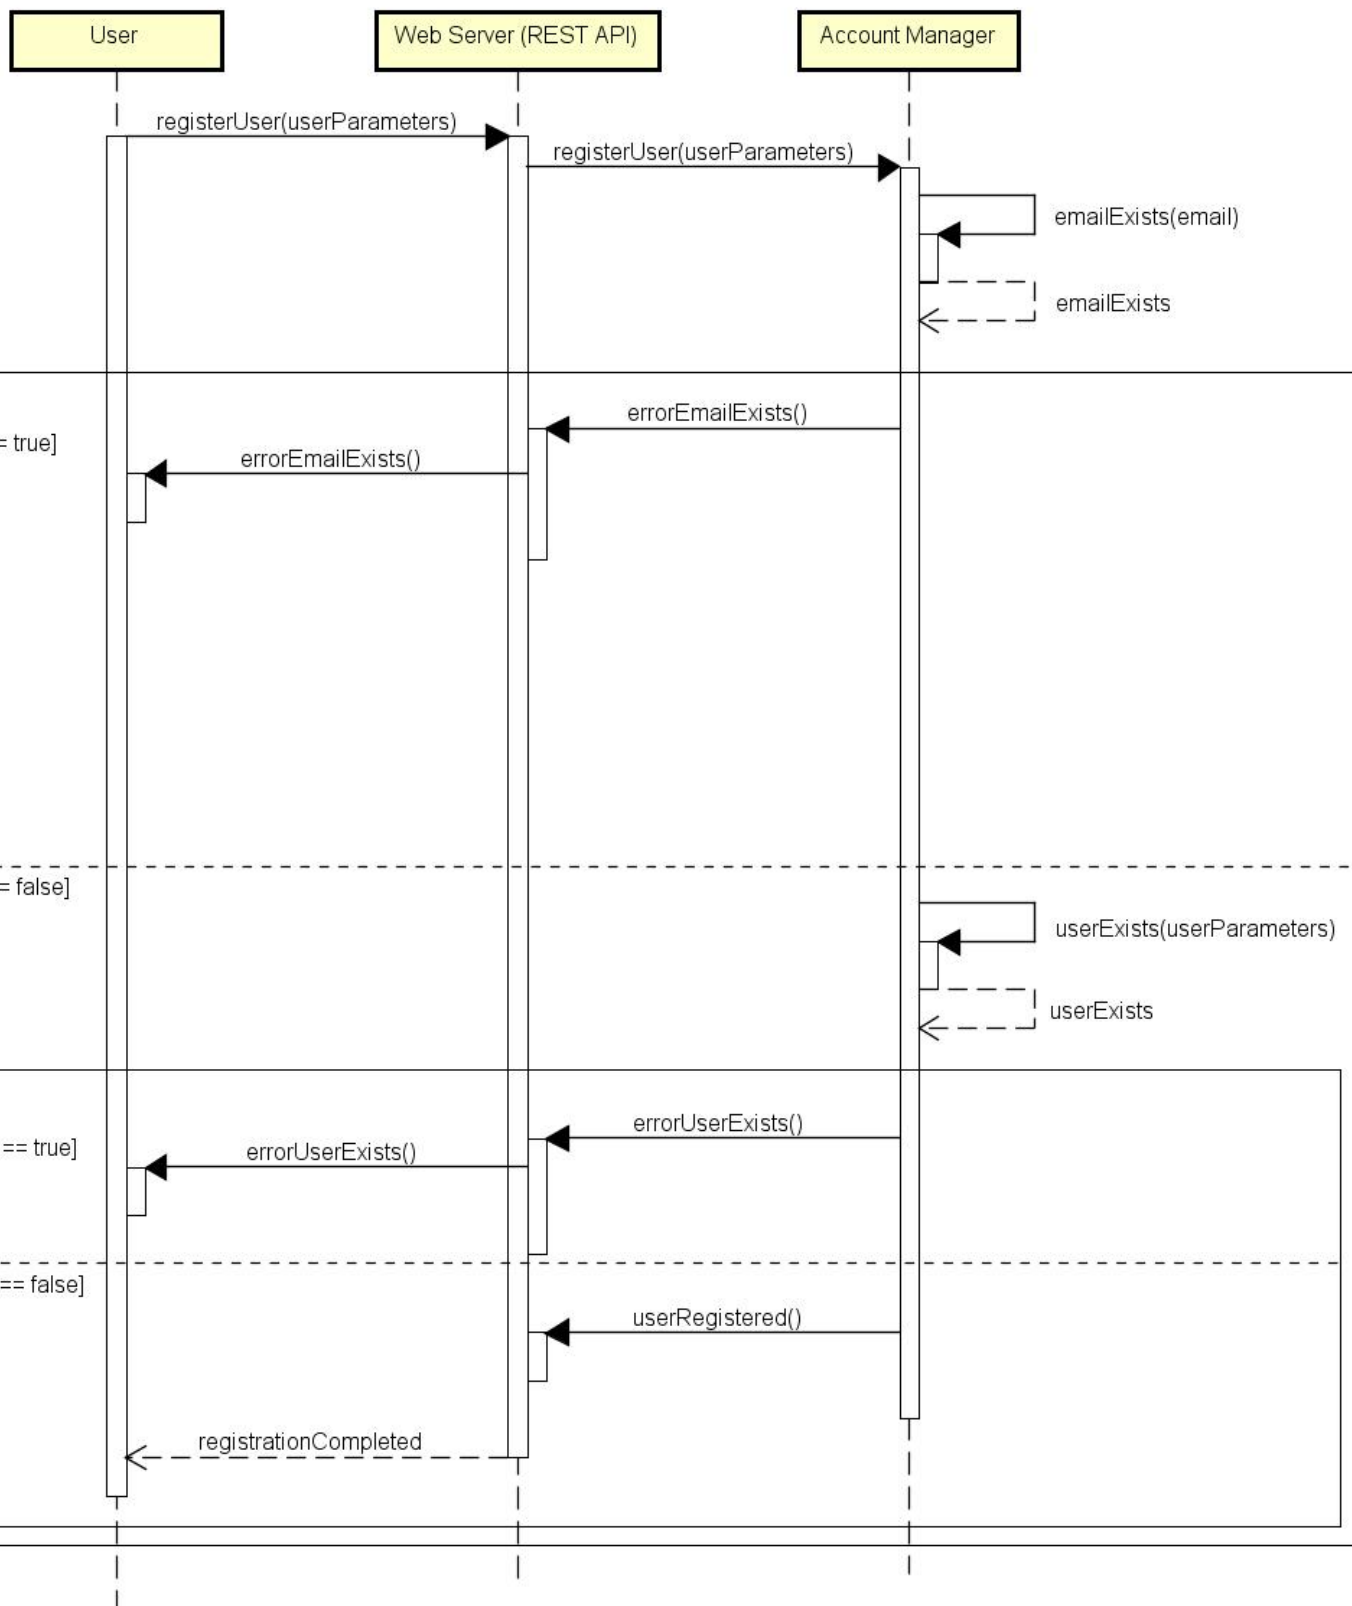 User
Web Server (REST API)
Account Manager
registerUser(userParameters)
registerUser(userParameters)
emailExists(email)
emailExists
errorEmailExists()
= true]
errorEmailExists()
= false]
userExists(userParameters)
userExists
errorUserExists()
== true]
errorUserExists()
== false]
userRegistered()
registrationCompleted